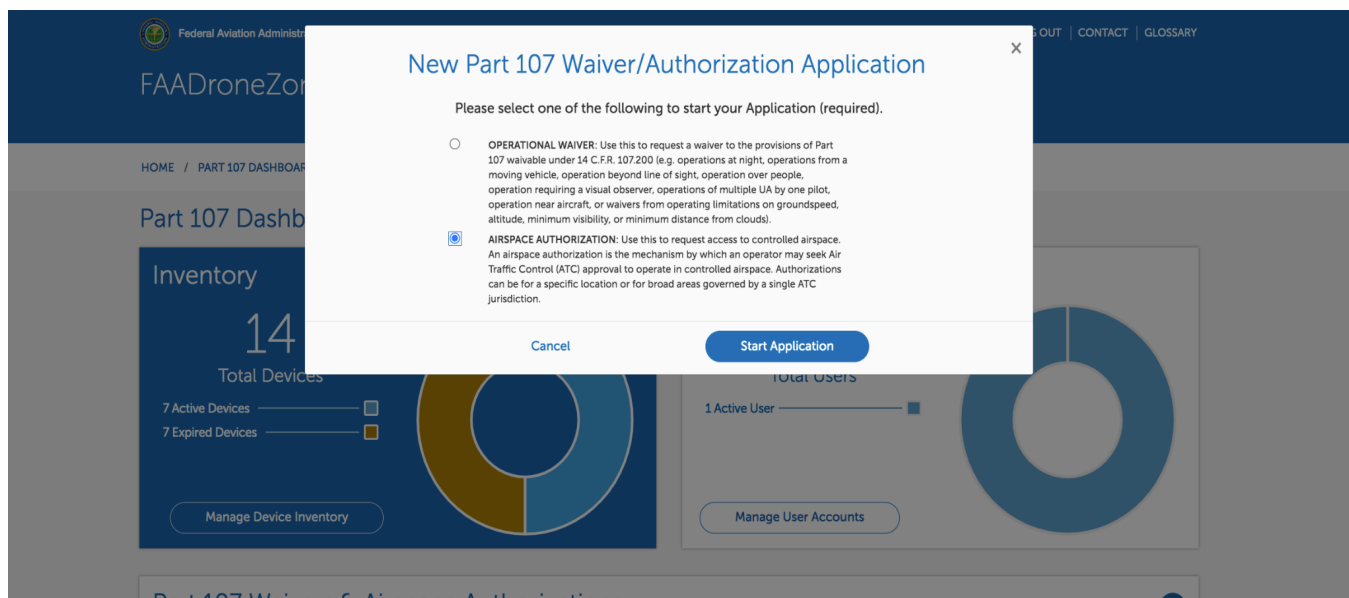 Federal Aviation Administr
OUT | CONTACT | GLOSSARY
FAADroneZo
HOME / PART 107 DASHBOAR
Part 107 Dashb
New Part 107 Waiver/Authorization Application
X
Please select one of the following to start your Application (required).
OPERATIONAL WAIVER: Use this to request a waiver to the provisions of Part
107 waivable under 14 C.F.R. 107.200 (e.g. operations at night, operations from a
moving vehicle, operation beyond line of sight, operation over people,
operation requiring a visual observer, operations of multiple UA by one pilot,
operation near aircraft, or waivers from operating limitations on groundspeed,
altitude, minimum visibility, or minimum distance from clouds).
AIRSPACE AUTHORIZATION: Use this to request access to controlled airspace.
An airspace authorization is the mechanism by which an operator may seek Air
Traffic Control (ATC) approval to operate in controlled airspace. Authorizations
can be for a specific location or for broad areas governed by a single ATC
jurisdiction.
Cancel
Start Application
Inventory
14
Total Devices
7 Active Devices
7 Expired Devices
Manage Device Inventory
Total Users
1 Active User
Manage User Accounts